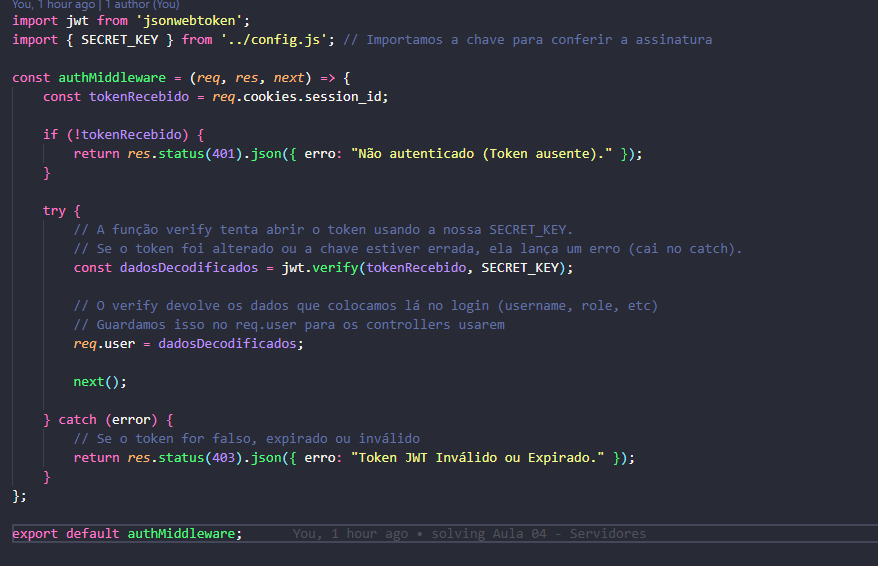 You, 1 hour ago | 1 author (You)
import jwt from 'jsonwebtoken';
import { SECRET_KEY } from '../config.js'; // Importamos a chave para conferir a assinatura
const authMiddleware = (req, res, next) => {
const tokenRecebido = req.cookies.session_id;
if (!tokenRecebido) {
return res.status(401).json({ erro: "Não autenticado (Token ausente)." });
}
try {
// A função verify tenta abrir o token usando a nossa SECRET_KEY.
// Se o token foi alterado ou a chave estiver errada, ela lança um erro (cai no catch).
const dadosDecodificados = jwt.verify(tokenRecebido, SECRET_KEY);
// O verify devolve os dados que colocamos lá no login (username, role, etc)
// Guardamos isso no req.user para os controllers usarem
req.user = dadosDecodificados;
next();
} catch (error) {
// Se o token for falso, expirado ou inválido
return res.status(403).json({ erro: "Token JWT Inválido ou Expirado." });
}
};
export default authMiddleware; You, 1 hour ago • solving Aula 04 - Servidores